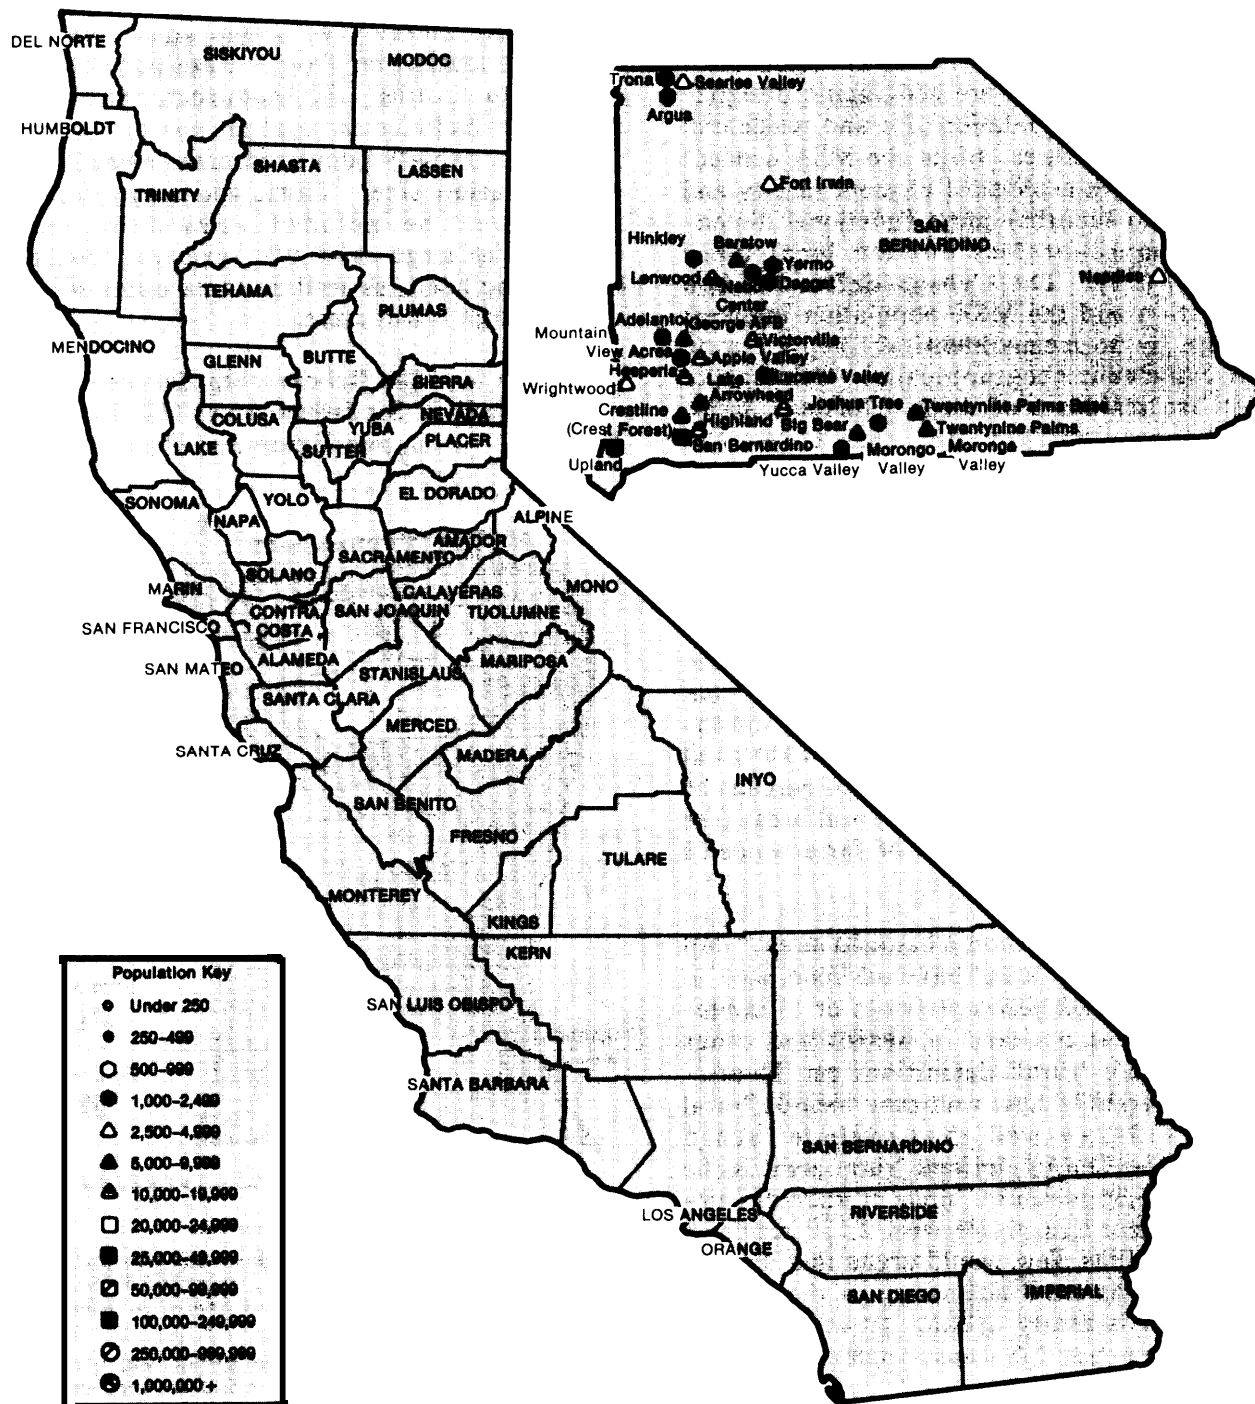 DEL NORTE
SISKIYOU
MODOC
HUMBOLDT
TRINITY
SHASTA
LASSEN
TEHAMA
PLUMAS
MENDOCINO
GLENN
BUTTE
SIERRA
COLUSA
YUBA
NEVADA
LAKE
SUTTER
PLACER
SONOMA
NAPA
YOLO
EL DORADO
ALPINE
AMADOR
SACRAMENTO
SOLANO
MARIN
CALAVERAS
MONO
CONTRA
COSTA
SAN JOAQUIN
TUOLUMNE
SAN FRANCISCO
SAN MATEO
ALAMEDA
STANISLAUS
MARIPOSA
SANTA CLARA
MERCED
SANTA CRUZ
MADERA
INYO
SAN BENITO
FRESNO
TULARE
MONTEREY
KINGS
KERN
SAN LUIS OBISPO
SANTA BARBARA
SAN BERNARDINO
LOS ANGELES
RIVERSIDE
ORANGE
SAN DIEGO
IMPERIAL
Trona
Searles Valley
Argus
Fort Irwin
SAN
BERNARDINO
Hinkley
Barstow
Yermo
Lenwood
Dagget
Needles
Center
Adelanto
George AFB
Mountain
View Acres
Victorville
Apple Valley
Hesperia
Lake
Lucerne Valley
Wrightwood
Arrowhead
Joshua Tree
Twentynine Palms Base
Crestline
(Crest Forest)
Highland
Big Bear
Twentynine Palms
San Bernardino
Upland
Yucca Valley
Morongo
Valley
Moronga
Valley
Population Key
Under 250
250-499
500-999
1,000-2,499
2,500-4,999
5,000-9,999
10,000-19,999
20,000-24,999
25,000-49,999
50,000-99,999
100,000-249,999
250,000-999,999
1,000,000+